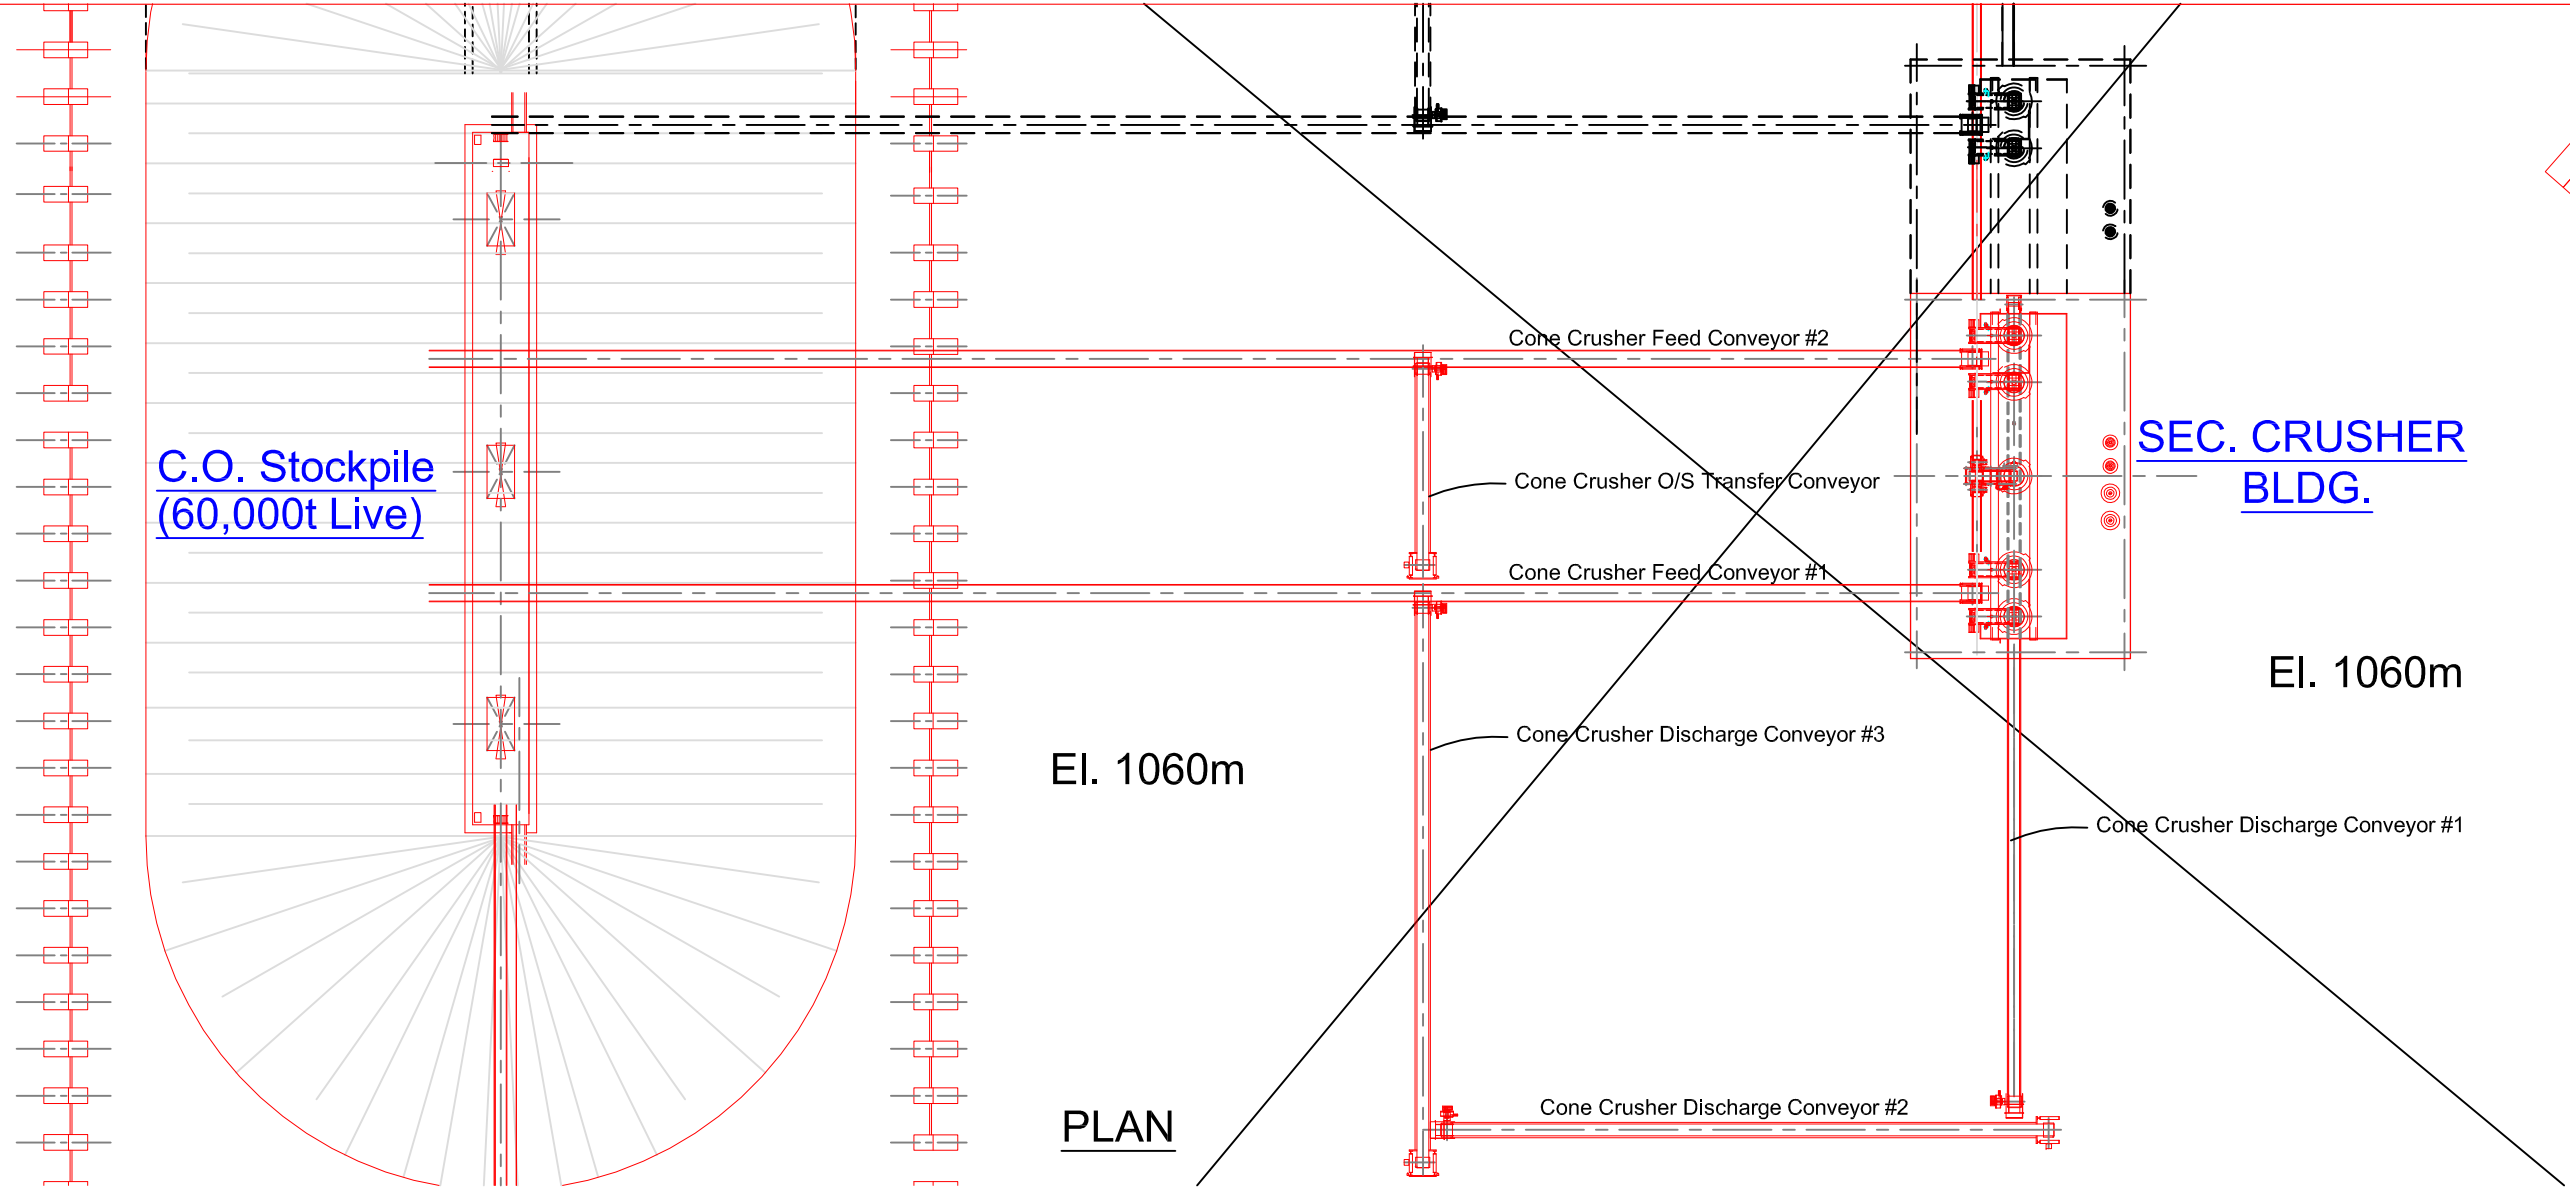 Cone Crusher Feed Conveyor #2
C.O. Stockpile
(60,000t Live)
SEC. CRUSHER
BLDG.
Cone Crusher O/S Transfer Conveyor
Cone Crusher Feed Conveyor #1
El. 1060m
Cone Crusher Discharge Conveyor #3
El. 1060m
Cone Crusher Discharge Conveyor #1
Cone Crusher Discharge Conveyor #2
PLAN